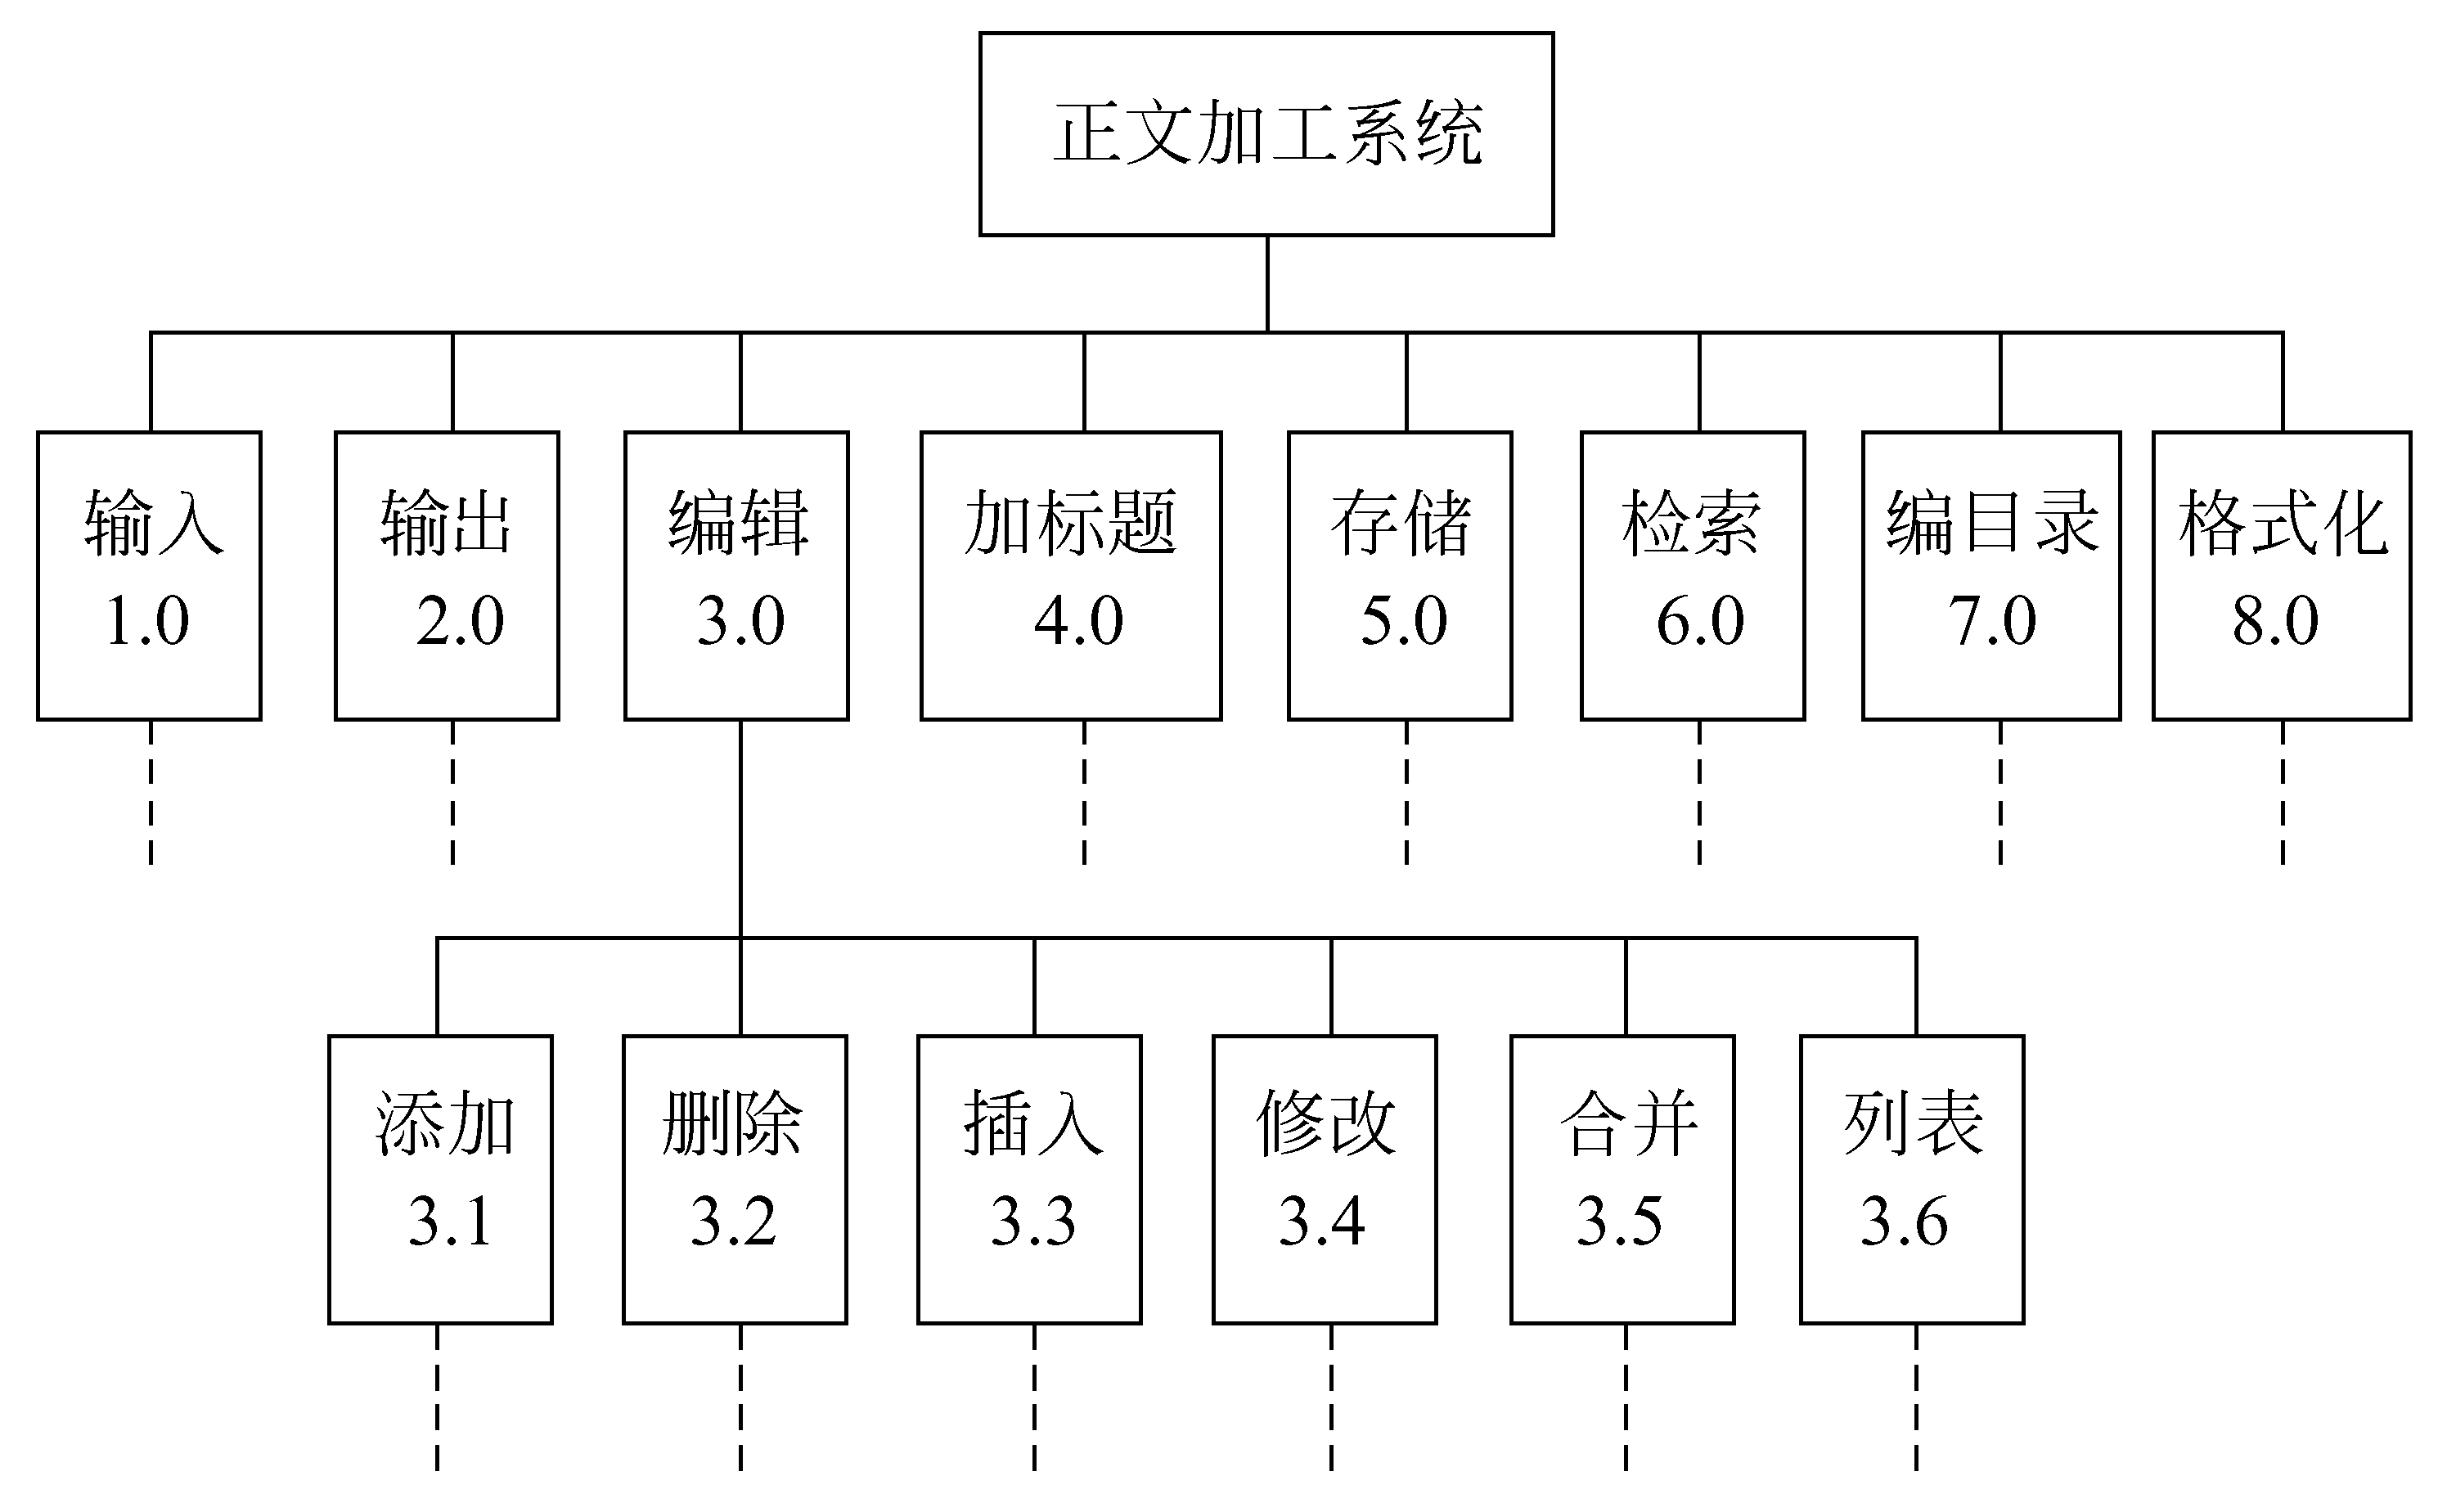 正文加工系统
输入
1.0
输出
2.0
编辑
3.0
加标题
4.0
存储
5.0
检索
6.0
编目录
7.0
格式化
8.0
添加
3.1
删除
3.2
插入
3.3
修改
3.4
合并
3.5
列表
3.6